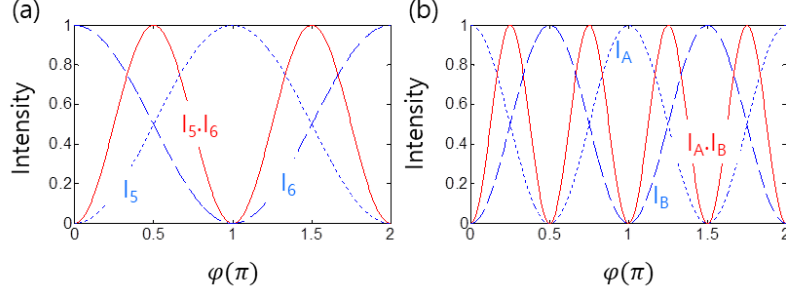 (a)
Intensity
1
0.8
0.6
0.4
0.2
0
I5.I6
I5
I6
0 0.5 1 1.5 2
φ(π)
(b)
Intensity
1
0.8
0.6
0.4
0.2
0
IA
IA.IB
IB
0 0.5 1 1.5 2
φ(π)